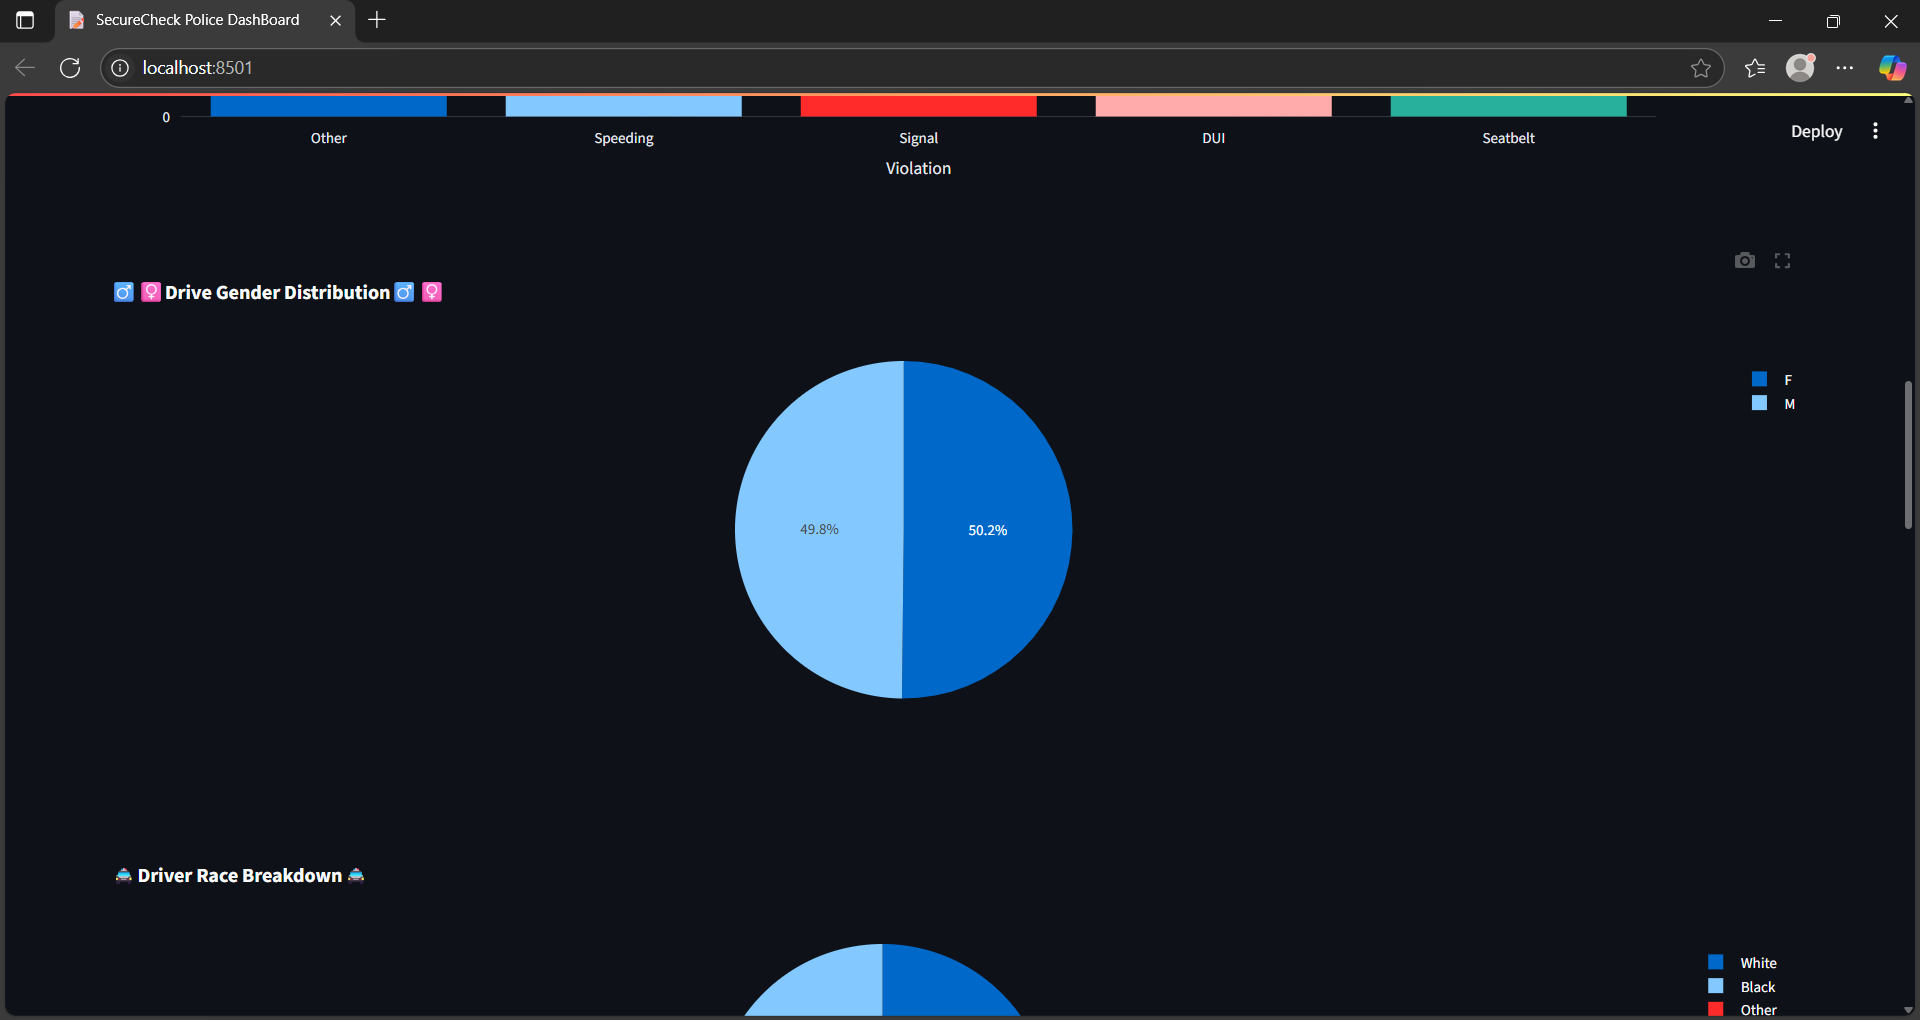 SecureCheck Police DashBoard
localhost:8501
0
Other Speeding Signal DUI Seatbelt
Deploy
Violation
♂️ ♀️ Drive Gender Distribution ♂️ ♀️
F
M
49.8%
50.2%
🚔 Driver Race Breakdown 🚔
White
Black
Other